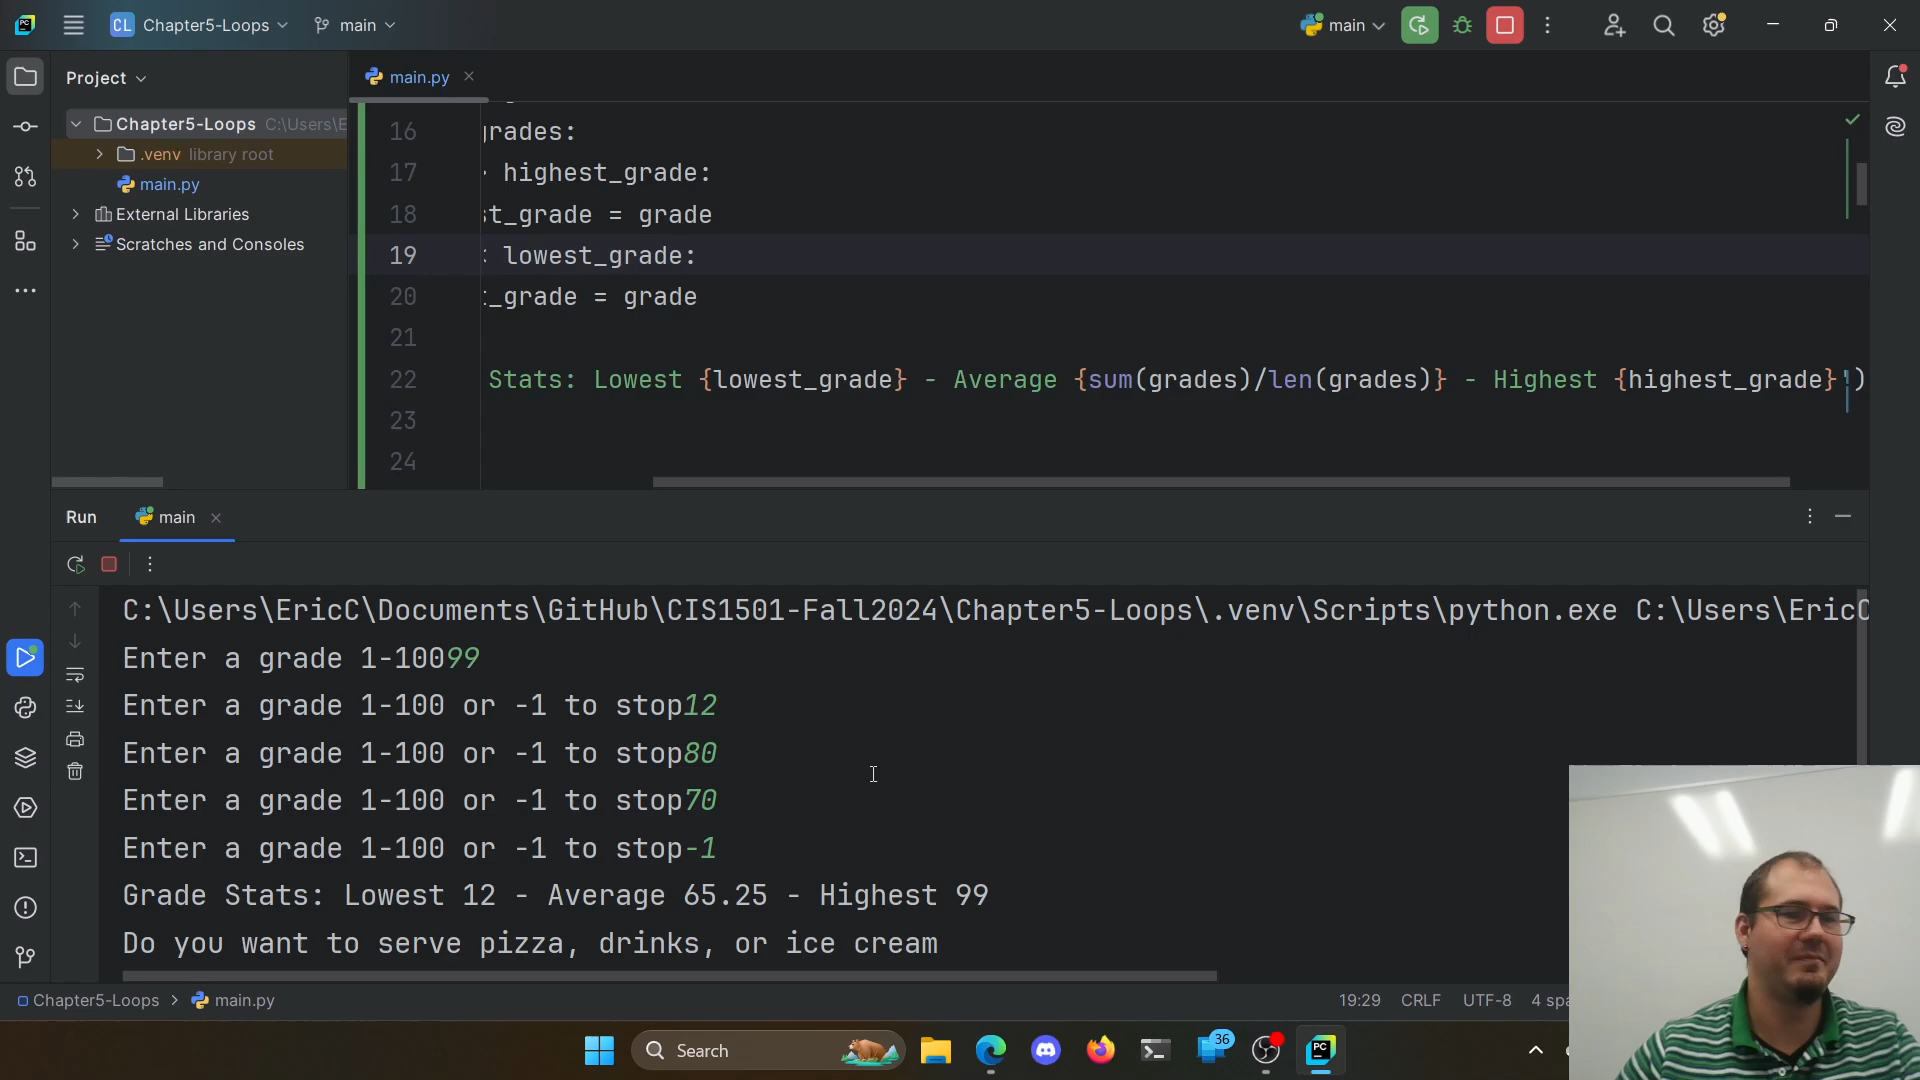 CL Chapter5-Loops main
main
Project
main.py
Chapter5-Loops C:\Users\E
.venv library root
main.py
External Libraries
Scratches and Consoles
16 grades:
17 > highest_grade:
18 st_grade = grade
19 < lowest_grade:
20 t_grade = grade
21
22 Stats: Lowest {lowest_grade} - Average {sum(grades)/len(grades)} - Highest {highest_grade}')
23
24
Run main
C:\Users\EricC\Documents\GitHub\CIS1501-Fall2024\Chapter5-Loops\.venv\Scripts\python.exe C:\Users\EricC
Enter a grade 1-10099
Enter a grade 1-100 or -1 to stop12
Enter a grade 1-100 or -1 to stop80
Enter a grade 1-100 or -1 to stop70
Enter a grade 1-100 or -1 to stop-1
Grade Stats: Lowest 12 - Average 65.25 - Highest 99
Do you want to serve pizza, drinks, or ice cream
Chapter5-Loops > main.py
19:29 CRLF UTF-8 4 spa
Search
36
PC